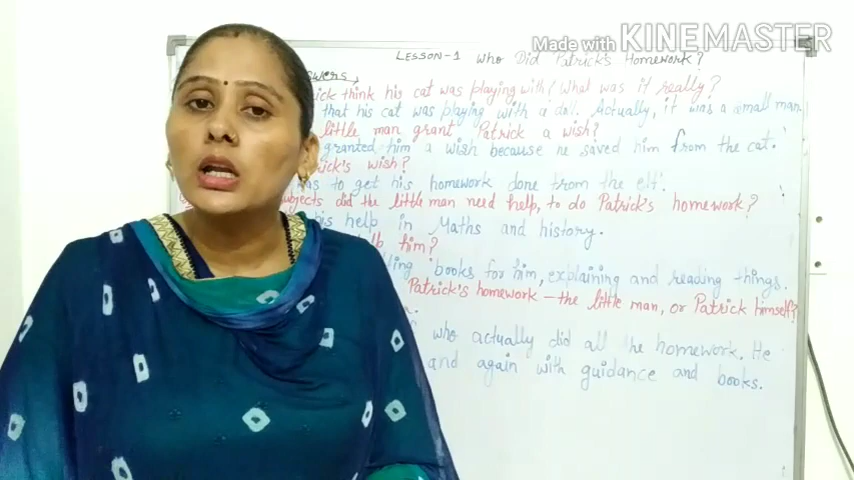 Made with KINEMASTER
LESSON-1 Who Did Patrick's Homework?
swers,
ick think his cat was playing with? What was it really?
that his cat was playing with a doll. Actually, it was a small man
little man grant Patrick a wish?
granted him a wish because he saved him from the cat.
rick's wish?
as to get his homework done from the elf.
ubjects did the little man need help, to do Patrick's homework?
his help in Maths and history.
lp him?
ling books for him, explaining and reading things.
Patrick's homework - the little man, or Patrick himself?
who actually did all the homework. He
and again with guidance and books.